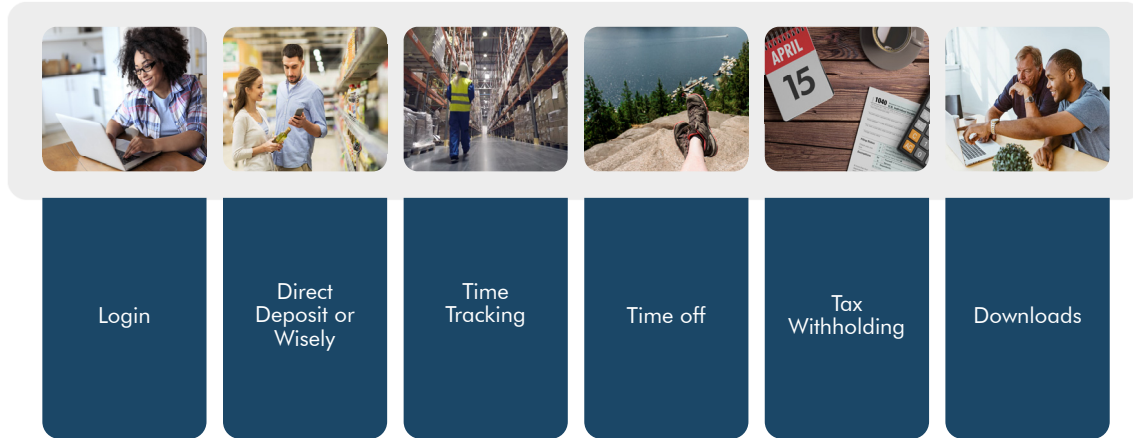 APRIL
15
1040
Login
Direct
Deposit or
Wisely
Time
Tracking
Time off
Tax
Withholding
Downloads